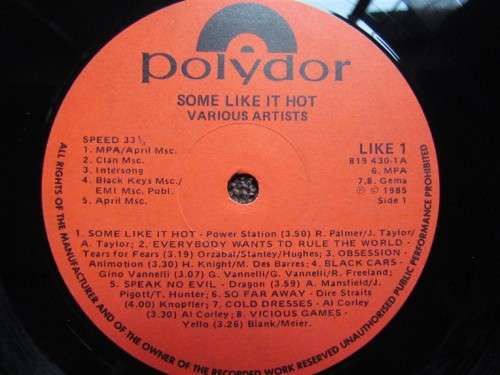 polydor
SOME LIKE IT HOT
VARIOUS ARTISTS
SPEED 33⅓
1. MPA/April Msc.
2. Clan Msc.
3. Intersong
4. Black Keys Msc./
EMI Msc. Publ.
5. April Msc.
LIKE 1
819 430-1A
6. MPA
7,8. Gema
Ⓟ © 1985
Side 1
1. SOME LIKE IT HOT - Power Station (3.50) R. Palmer/J. Taylor/
A. Taylor; 2. EVERYBODY WANTS TO RULE THE WORLD -
Tears for Fears (3.19) Orzabal/Stanley/Hughes; 3. OBSESSION -
Animotion (3.30) H. Knight/M. Des Barres; 4. BLACK CARS -
Gino Vannelli (3.07) G. Vannelli/G. Vannelli/R. Freeland;
5. SPEAK NO EVIL - Dragon (3.59) A. Mansfield/J.
Pigott/T. Hunter; 6. SO FAR AWAY - Dire Straits
(4.00) Knopfler; 7. COLD DRESSES - Al Corley
(3.30) Al Corley; 8. VICIOUS GAMES -
Yello (3.26) Blank/Meier.
ALL RIGHTS OF THE MANUFACTURER AND OF THE OWNER OF THE RECORDED WORK RESERVED UNAUTHORISED PUBLIC PERFORMANCE PROHIBITED